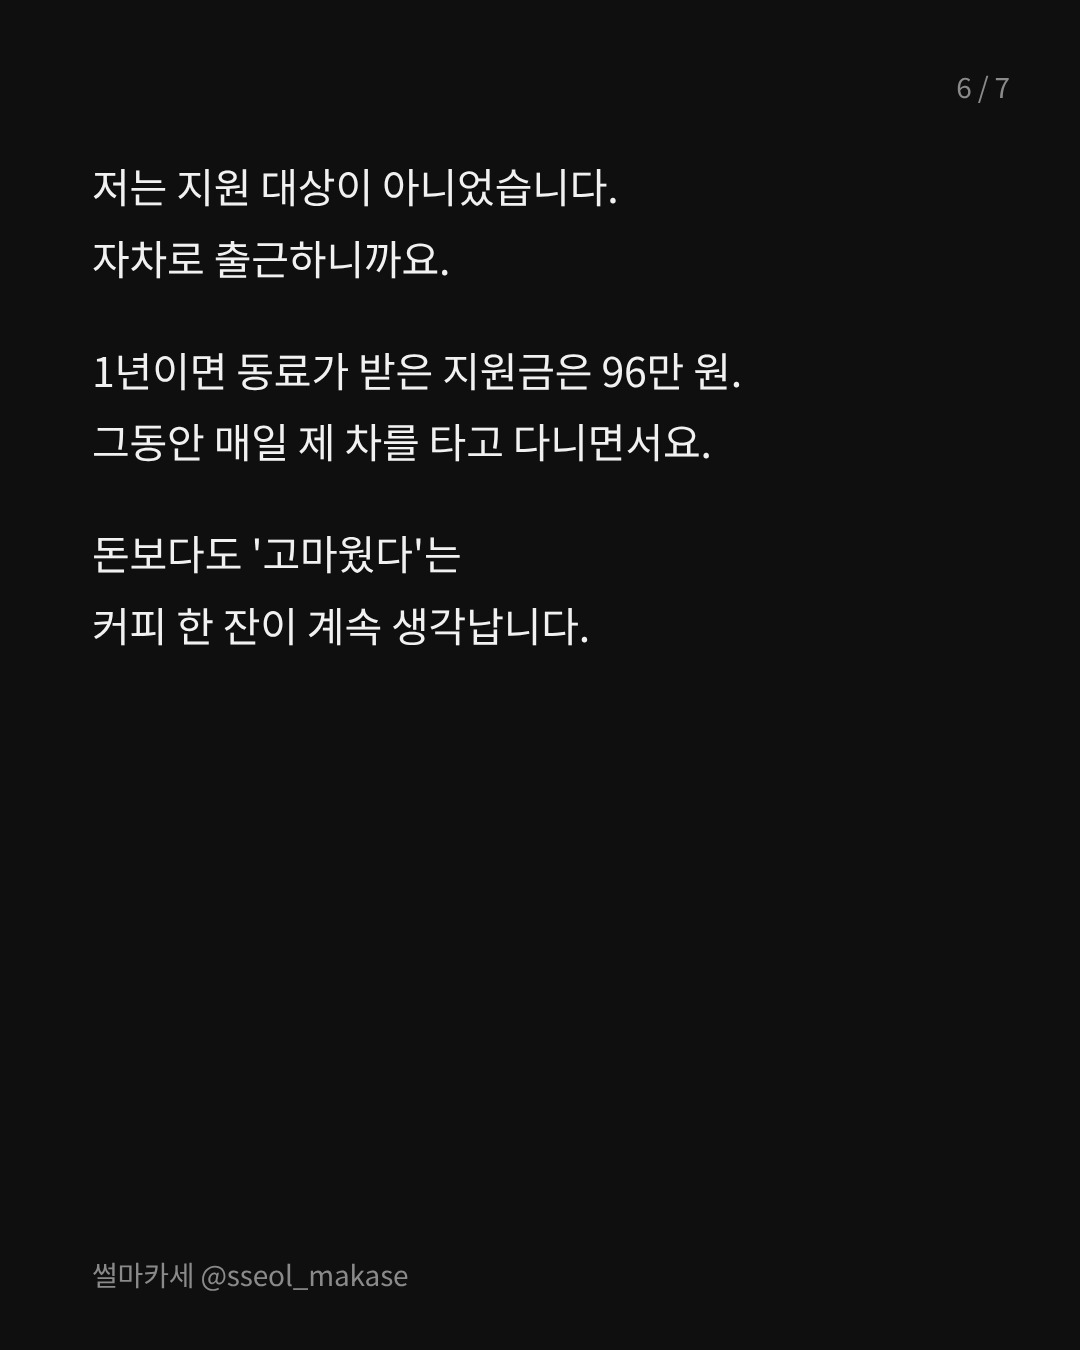 6 / 7
저는 지원 대상이 아니었습니다.
자차로 출근하니까요.
1년이면 동료가 받은 지원금은 96만 원.
그동안 매일 제 차를 타고 다니면서요.
돈보다도 '고마웠다'는
커피 한 잔이 계속 생각납니다.
썰마카세 @sseol_makase